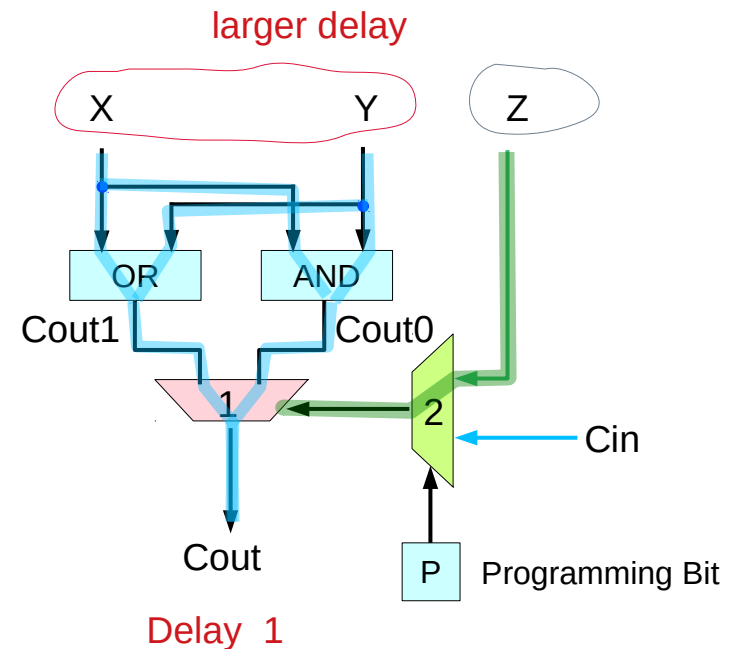 larger delay
X Y Z
OR AND
Cout1 Cout0
1
2
Cin
Cout
P Programming Bit
Delay 1